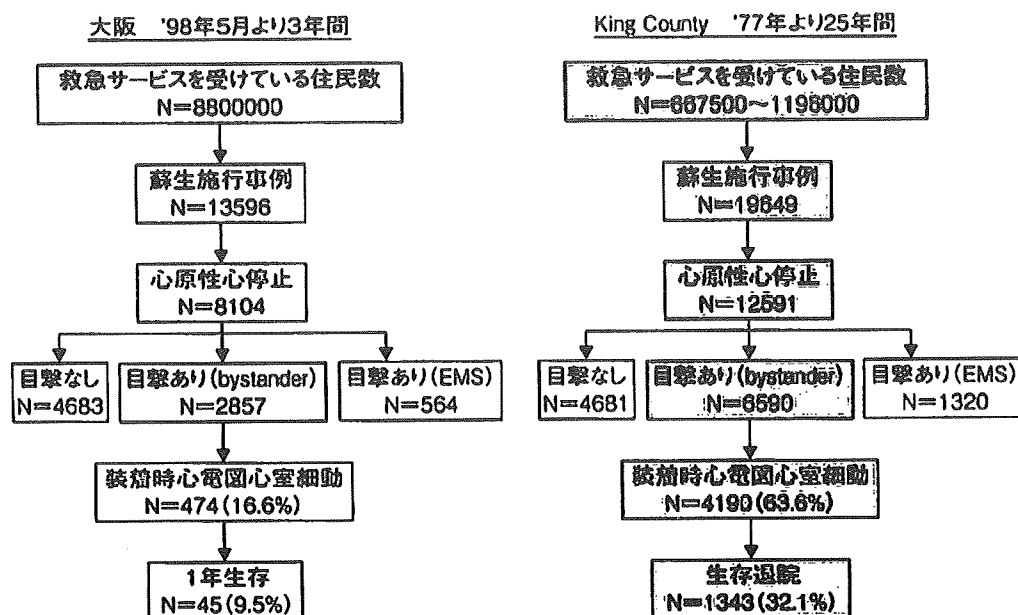 大阪 '98年5月より3年間
救急サービスを受けている住民数
N=8800000
蘇生施行事例
N=13596
心原性心停止
N=8104
目撃なし
N=4683
目撃あり(bystander)
N=2857
目撃あり(EMS)
N=564
装着時心電図心室細動
N=474(16.6%)
1年生存
N=45(9.5%)
King County '77年より25年間
救急サービスを受けている住民数
N=667500~1196000
蘇生施行事例
N=19649
心原性心停止
N=12591
目撃なし
N=4681
目撃あり(bystander)
N=6590
目撃あり(EMS)
N=1320
装着時心電図心室細動
N=4190(63.6%)
生存退院
N=1343(32.1%)